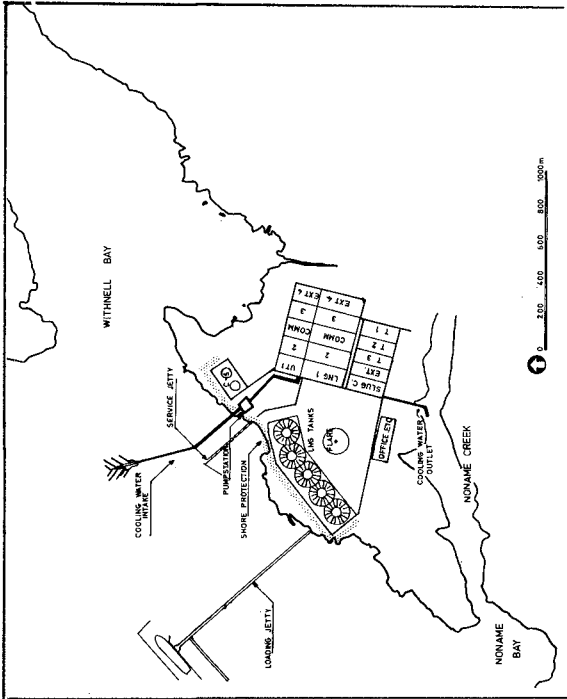 WITHNELL BAY
SERVICE JETTY
COOLING WATER
INTAKE
PUMPSTATION
SHORE PROTECTION
LOADING JETTY
LNG TANKS
FLARE
OFFICE ETC
UT1 2 COMM 3 EXT 4
LNG 1 2 COMM 3 EXT 4
SLUG C. EXT. T 3 T 2 T 1
COOLING WATER
OUTLET
NONAME CREEK
NONAME
BAY
0 200 400 600 800 1000m